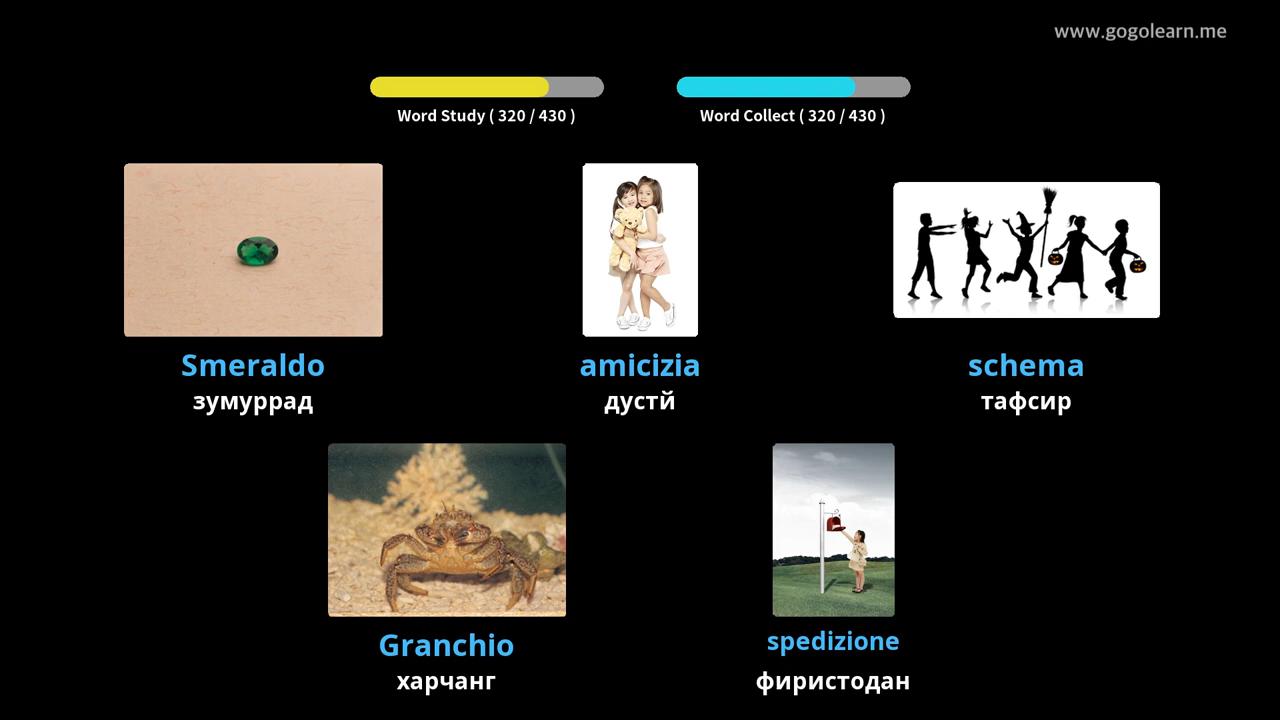 www.gogolearn.me
Word Study ( 320 / 430 )
Word Collect ( 320 / 430 )
Smeraldo
зумуррад
amicizia
дустй
schema
тафсир
Granchio
харчанг
spedizione
фиристодан